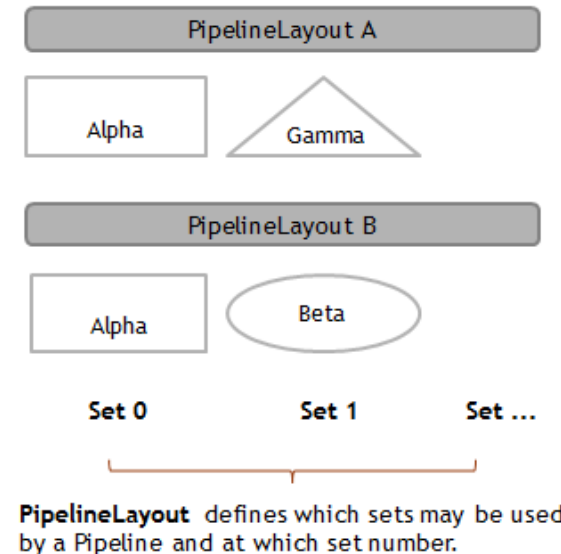 PipelineLayout A
Alpha
Gamma
PipelineLayout B
Alpha
Beta
Set 0 Set 1 Set ...
PipelineLayout defines which sets may be used
by a Pipeline and at which set number.